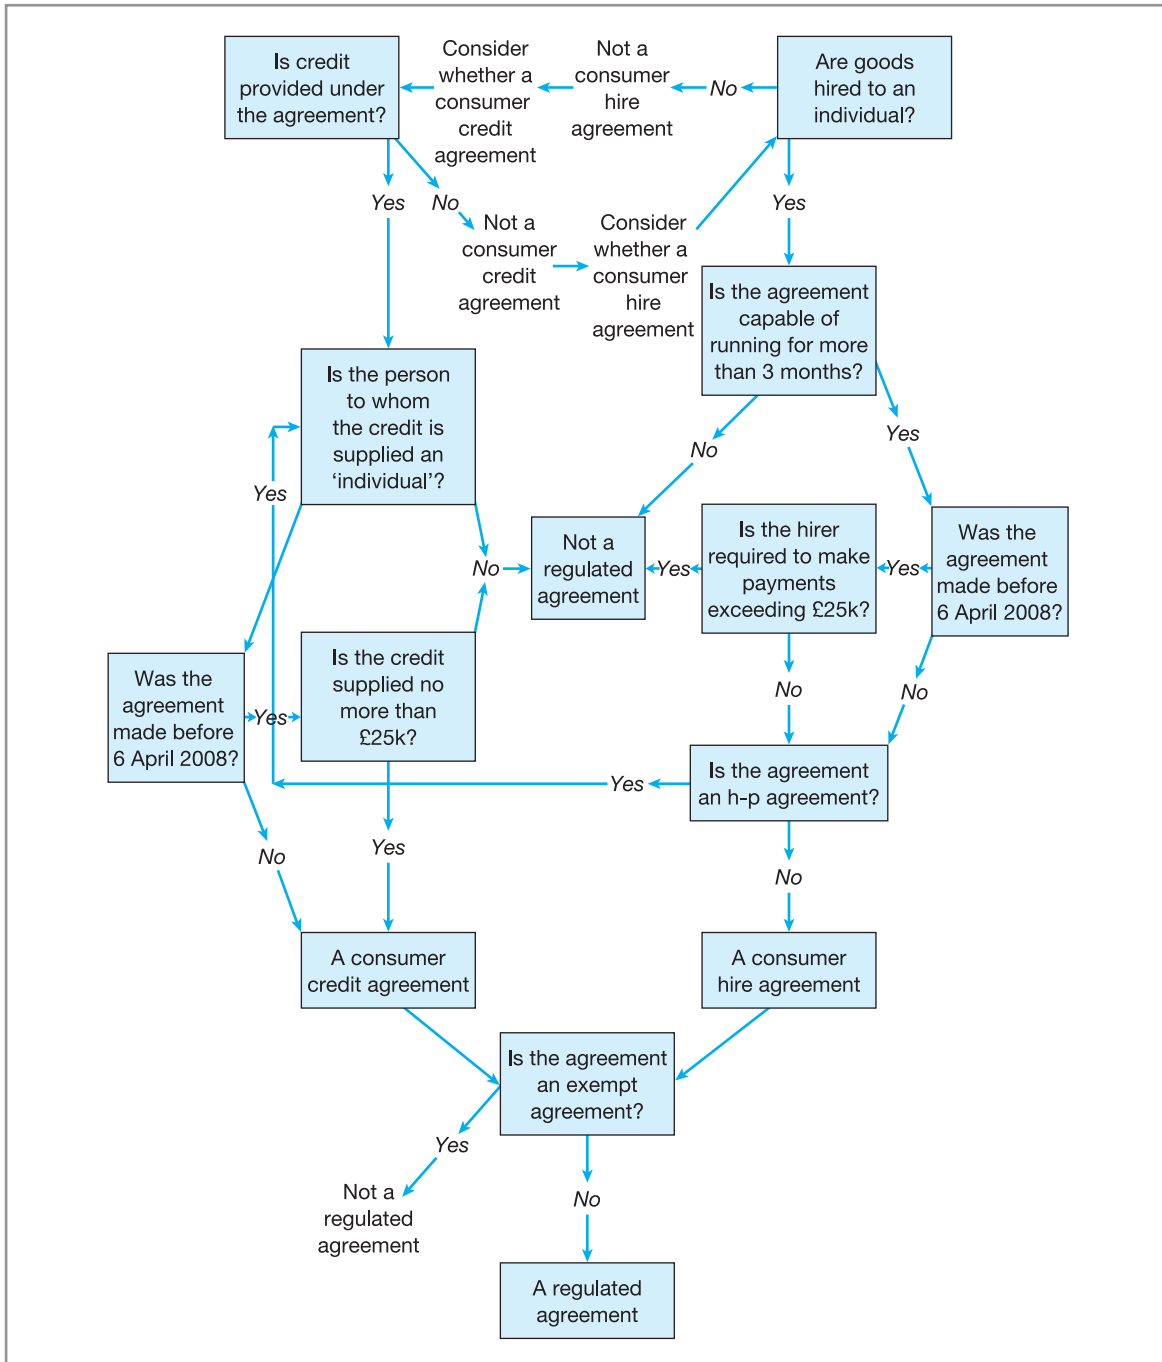 Is credit
provided under
the agreement?
Consider
whether a
consumer
credit
agreement
Not a
consumer
hire
agreement
No
Are goods
hired to an
individual?
Yes
No
Not a
consumer
credit
agreement
Consider
whether a
consumer
hire
agreement
Yes
Is the agreement
capable of
running for more
than 3 months?
Is the person
to whom
the credit is
supplied an
‘individual’?
No
Yes
Yes
Not a
regulated
agreement
Yes
Is the hirer
required to make
payments
exceeding £25k?
Yes
Was the
agreement
made before
6 April 2008?
No
Was the
agreement
made before
6 April 2008?
Yes
Is the credit
supplied no
more than
£25k?
No
No
Is the agreement
an h-p agreement?
Yes
No
Yes
No
A consumer
credit agreement
A consumer
hire agreement
Is the agreement
an exempt
agreement?
Yes
Not a
regulated
agreement
No
A regulated
agreement